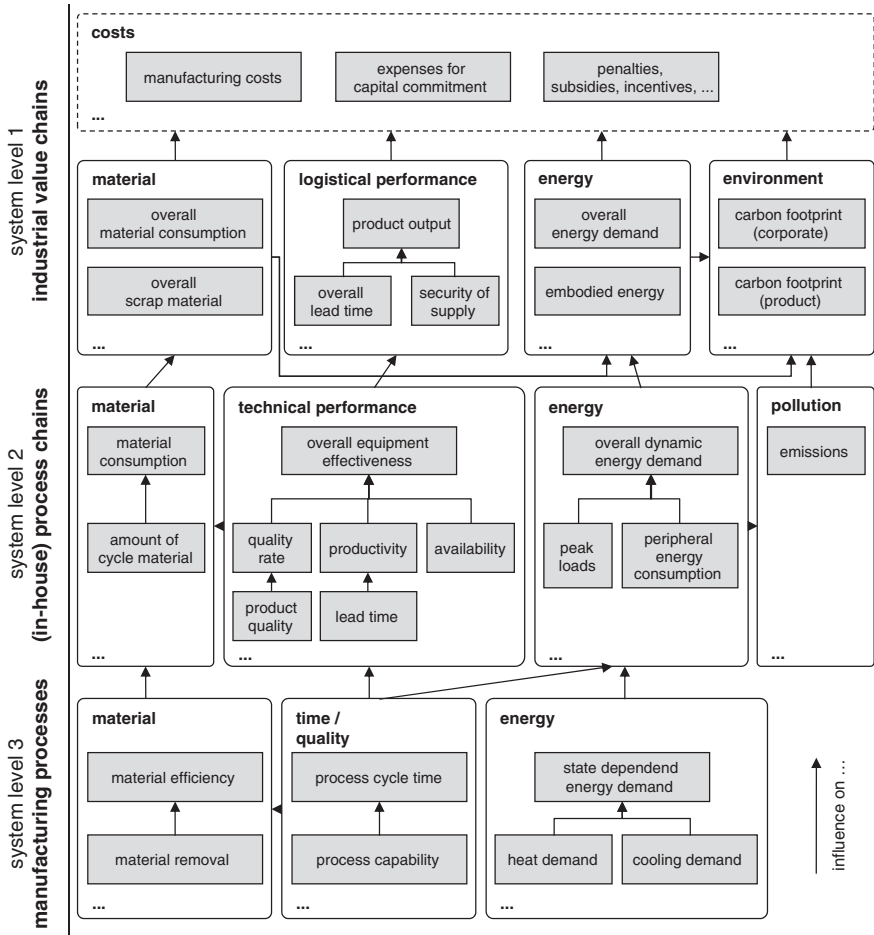 costs
manufacturing costs
expenses for
capital commitment
penalties,
subsidies, incentives, ...
...
system level 1
industrial value chains
material
overall
material consumption
overall
scrap material
...
logistical performance
product output
overall
lead time
security of
supply
...
energy
overall
energy demand
embodied energy
...
environment
carbon footprint
(corporate)
carbon footprint
(product)
...
system level 2
(in-house) process chains
material
material
consumption
amount of
cycle material
...
technical performance
overall equipment
effectiveness
quality
rate
productivity
availability
product
quality
lead time
...
energy
overall dynamic
energy demand
peak
loads
peripheral
energy
consumption
...
pollution
emissions
...
system level 3
manufacturing processes
material
material efficiency
material removal
...
time /
quality
process cycle time
process capability
...
energy
state dependend
energy demand
heat demand
cooling demand
...
influence on ...